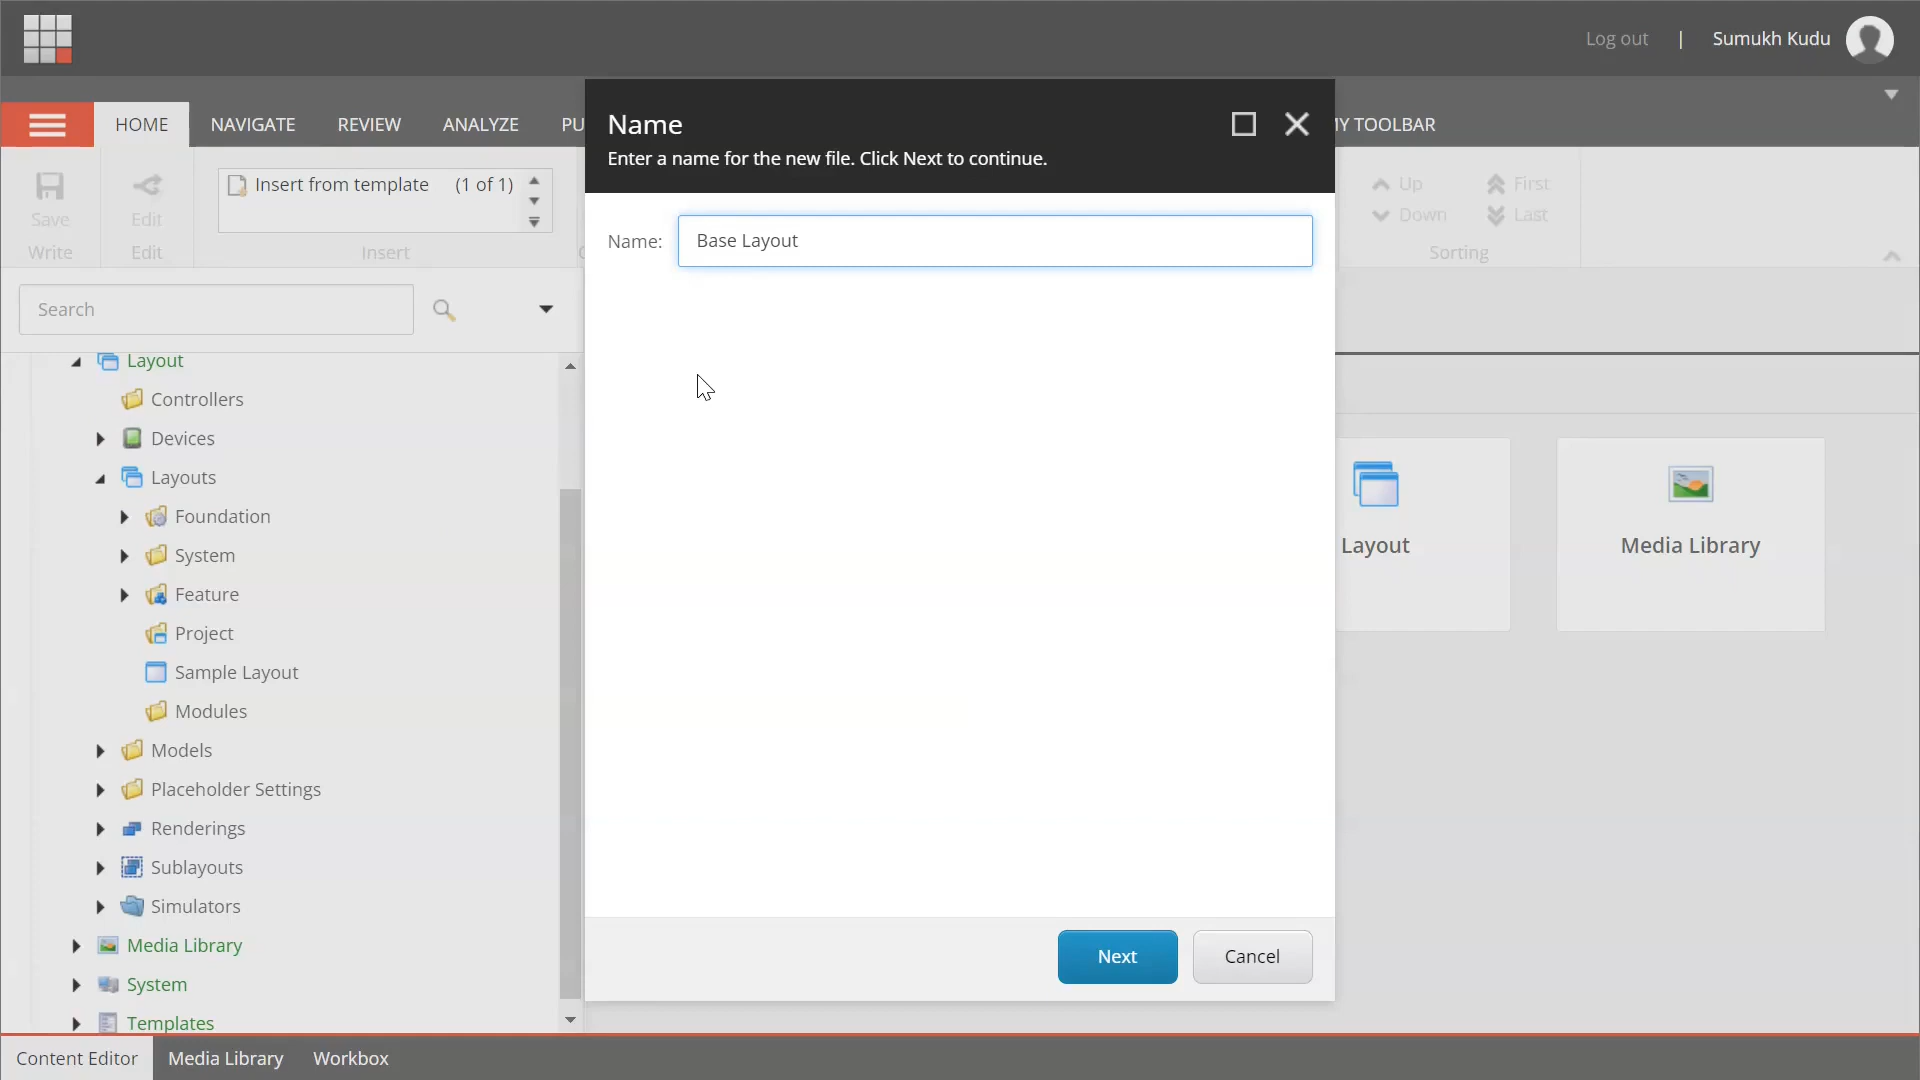 Log out | Sumukh Kudu
HOME NAVIGATE REVIEW ANALYZE PU
MY TOOLBAR
Name
Enter a name for the new file. Click Next to continue.
Name: Base Layout
Insert from template (1 of 1)
Save
Edit
Write
Edit
Insert
Up
First
Down
Last
Sorting
Search
Layout
Controllers
Devices
Layouts
Foundation
System
Feature
Project
Sample Layout
Modules
Models
Placeholder Settings
Renderings
Sublayouts
Simulators
Media Library
System
Templates
Layout
Media Library
Next
Cancel
Content Editor Media Library Workbox